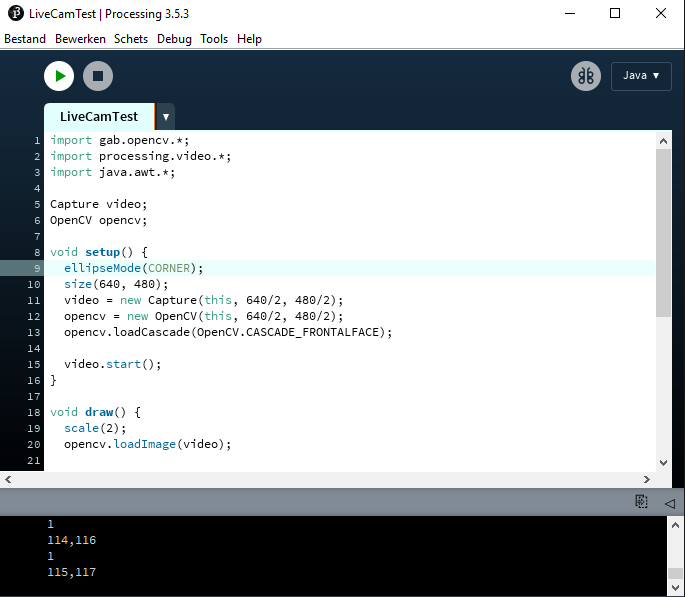 LiveCamTest | Processing 3.5.3
Bestand Bewerken Schets Debug Tools Help
Java ▼
LiveCamTest ▼
1 import gab.opencv.*;
2 import processing.video.*;
3 import java.awt.*;
4
5 Capture video;
6 OpenCV opencv;
7
8 void setup() {
9   ellipseMode(CORNER);
10   size(640, 480);
11   video = new Capture(this, 640/2, 480/2);
12   opencv = new OpenCV(this, 640/2, 480/2);
13   opencv.loadCascade(OpenCV.CASCADE_FRONTALFACE);
14
15   video.start();
16 }
17
18 void draw() {
19   scale(2);
20   opencv.loadImage(video);
21
1
114,116
1
115,117